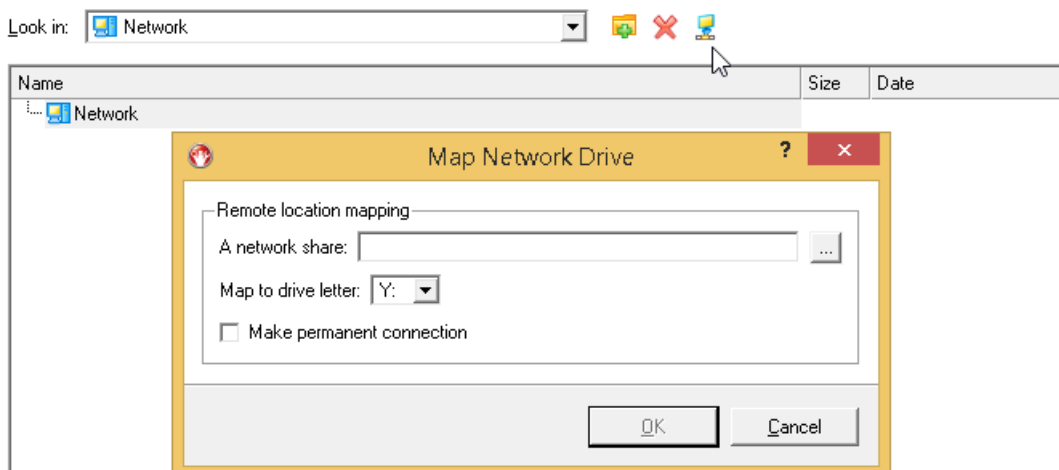 Look in: Network
Name Size Date
Network
Map Network Drive ? ×
Remote location mapping
A network share: ...
Map to drive letter: Y:
Make permanent connection
OK Cancel